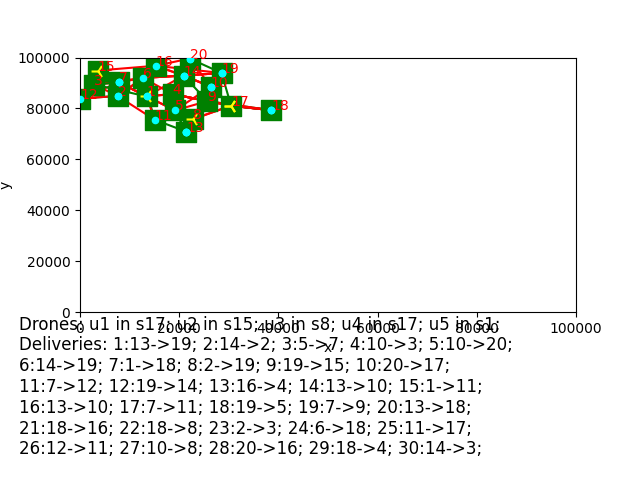 20
16
15
19
18
17
100000
80000
60000
40000
20000
0
y
0 20000 40000 60000 80000 100000
x
Drones: u1 in s17; u2 in s15; u3 in s8; u4 in s17; u5 in s1;
Deliveries: 1:13->19; 2:14->2; 3:5->7; 4:10->3; 5:10->20;
6:14->19; 7:1->18; 8:2->19; 9:19->15; 10:20->17;
11:7->12; 12:19->14; 13:16->4; 14:13->10; 15:1->11;
16:13->10; 17:7->11; 18:19->5; 19:7->9; 20:13->18;
21:18->16; 22:18->8; 23:2->3; 24:6->18; 25:11->17;
26:12->11; 27:10->8; 28:20->16; 29:18->4; 30:14->3;